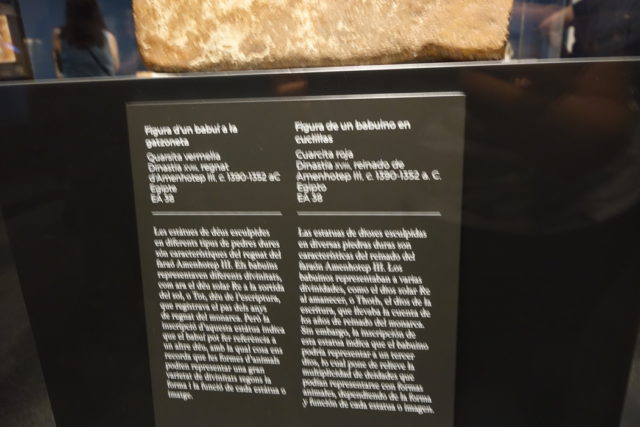 Figura d'un babuí a la
gatzoneta
Quarsita vermella
Dinastia XVIII, regnat
d'Amenhotep III, c. 1390-1352 aC
Egipte
EA 38
Les estàtues de déus esculpides
en diferents tipus de pedres dures
són característiques del regnat del
faraó Amenhotep III. Els babuïns
representaven diferents divinitats,
com ara el déu solar Re a la sortida
del sol, o Tot, déu de l'escriptura,
que registrava el pas dels anys
de regnat del monarca. Però la
inscripció d'aquesta estàtua indica
que el babuí pot fer referència a
un altre déu, amb la qual cosa ens
recorda que les formes d'animals
podien representar una gran
varietat de divinitats segons la
forma i la funció de cada estàtua o
imatge.
Figura de un babuino en
cuclillas
Cuarcita roja
Dinastía XVIII, reinado de
Amenhotep III, c. 1390-1352 a. C.
Egipto
EA 38
Las estatuas de dioses esculpidas
en diversas piedras duras son
características del reinado del
faraón Amenhotep III. Los
babuinos representaban a varias
divinidades, como el dios solar Re
al amanecer, o Thoth, el dios de la
escritura, que llevaba la cuenta de
los años de reinado del monarca.
Sin embargo, la inscripción de
esta estatua indica que el babuino
podría representar a un tercer
dios, lo cual pone de relieve la
multiplicidad de deidades que
podían representarse con formas
animales, dependiendo de la forma
y función de cada estatua o imagen.